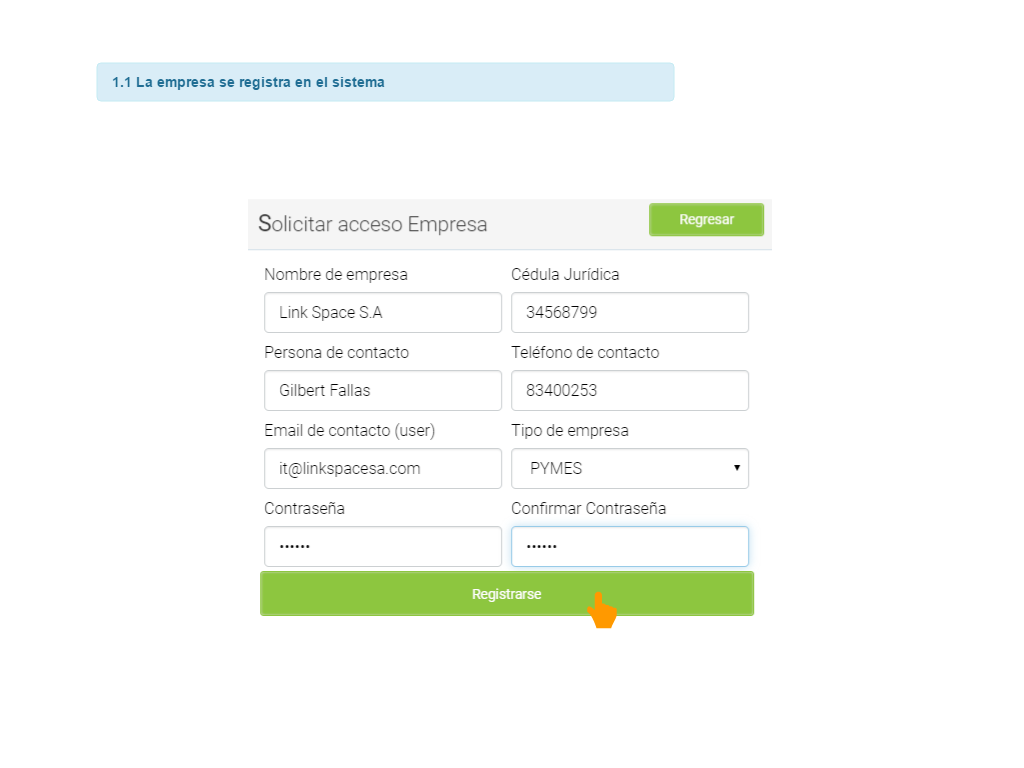 1.1 La empresa se registra en el sistema
Solicitar acceso Empresa
Regresar
Nombre de empresa
Cédula Jurídica
Link Space S.A
34568799
Persona de contacto
Teléfono de contacto
Gilbert Fallas
83400253
Email de contacto (user)
Tipo de empresa
it@linkspacesa.com
PYMES
Contraseña
Confirmar Contraseña
••••••
••••••
Registrarse